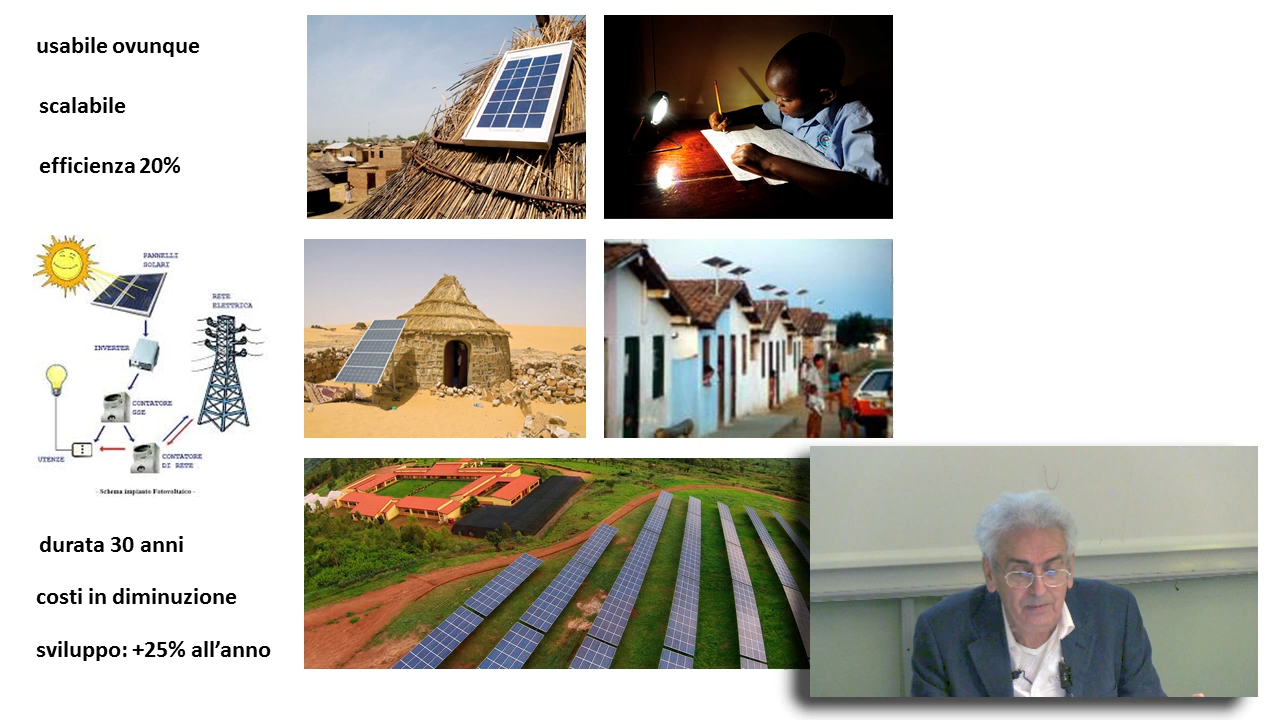 usabile ovunque
scalabile
efficienza 20%
PANNELLI
SOLARI
RETE
ELETTRICA
INVERTER
CONTATORE
GSE
UTENZE
CONTATORE
DI RETE
- Schema impianto Fotovoltaico -
durata 30 anni
costi in diminuzione
sviluppo: +25% all'anno